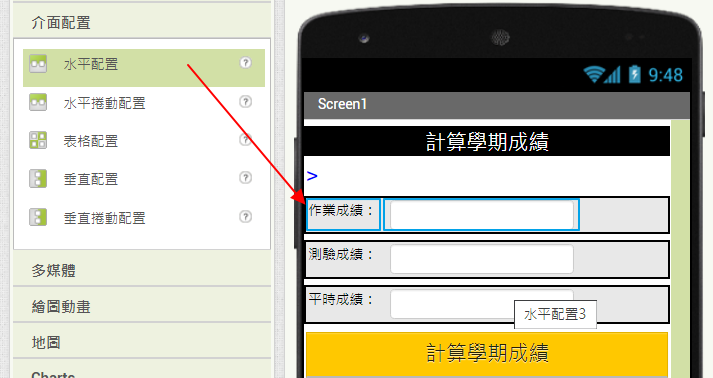 介面配置
水平配置
水平捲動配置
表格配置
垂直配置
垂直捲動配置
多媒體
繪圖動畫
地圖
Charts
9:48
Screen1
計算學期成績
>
作業成績：
測驗成績：
平時成績：
水平配置3
計算學期成績